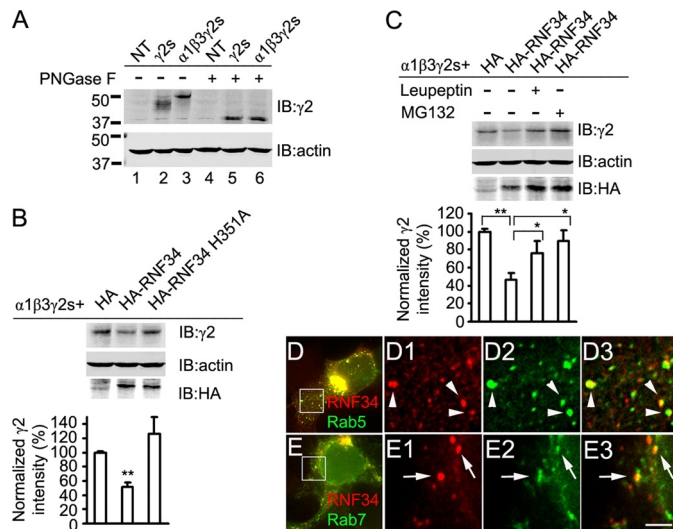 A
NT γ2s α1β3γ2s NT γ2s α1β3γ2s
PNGase F - - - + + +
50
37
IB:γ2
50
37
IB:actin
1 2 3 4 5 6
B
α1β3γ2s+ HA HA-RNF34 HA-RNF34 H351A
IB:γ2
IB:actin
IB:HA
Normalized γ2 intensity (%)
140
120
100
80
60
40
20
0
**
C
α1β3γ2s+ HA HA-RNF34 HA-RNF34 HA-RNF34
Leupeptin - - + -
MG132 - - - +
IB:γ2
IB:actin
IB:HA
Normalized γ2 intensity (%)
120
100
80
60
40
20
0
** * *
D D1 D2 D3
RNF34
Rab5
E E1 E2 E3
RNF34
Rab7